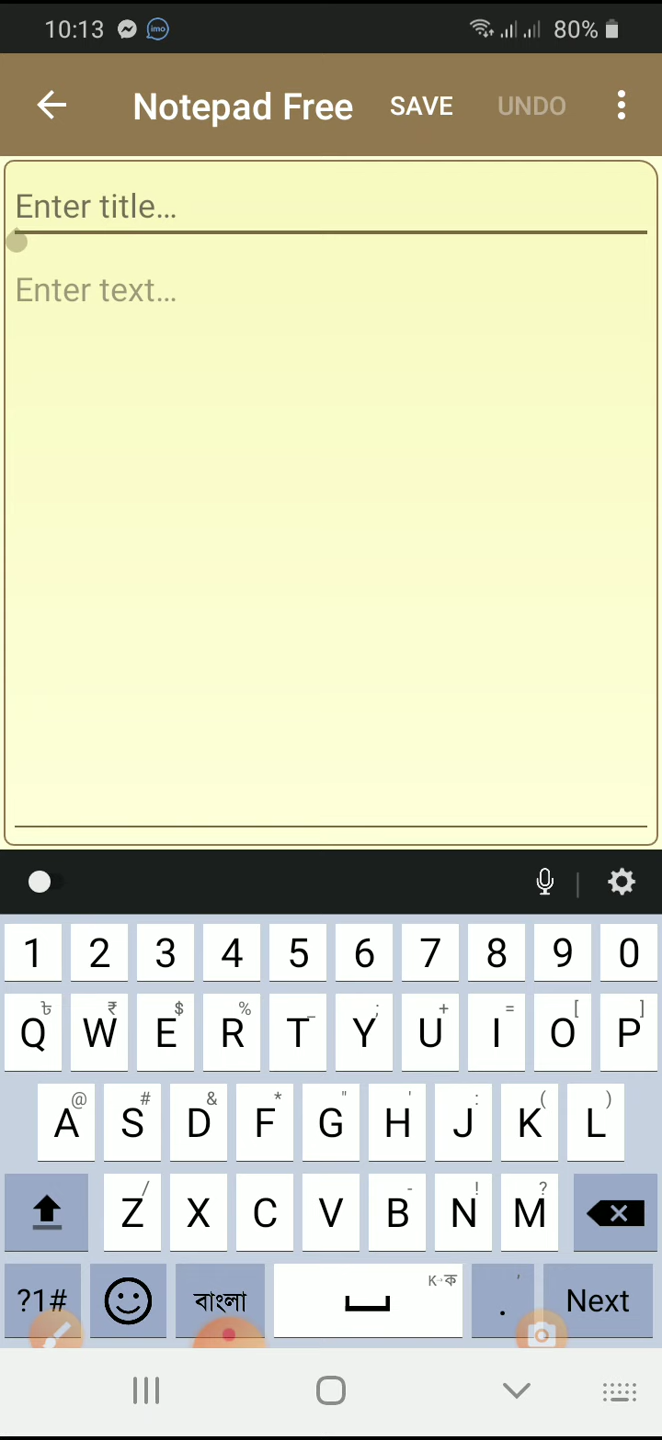 10:13 imo 80%
Notepad Free SAVE UNDO
Enter title...
Enter text...
1 2 3 4 5 6 7 8 9 0
৳ ₹ $ % _ ; + = [ ]
Q W E R T Y U I O P
@ # & * " ' : ( )
A S D F G H J K L
/ - ! ?
Z X C V B N M
K→क ,
?1# বাংলা . Next